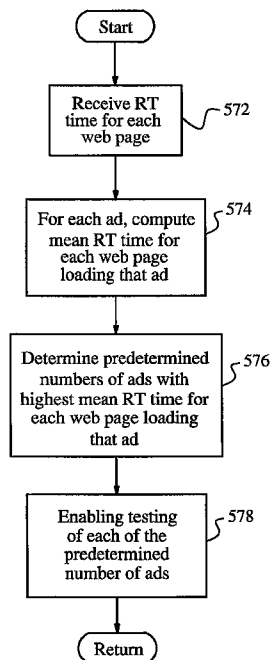 Start
Receive RT
time for each
web page
572
For each ad, compute
mean RT time for
each web page
loading that ad
574
Determine predetermined
numbers of ads with
highest mean RT time for
each web page loading
that ad
576
Enabling testing
of each of the
predetermined
number of ads
578
Return